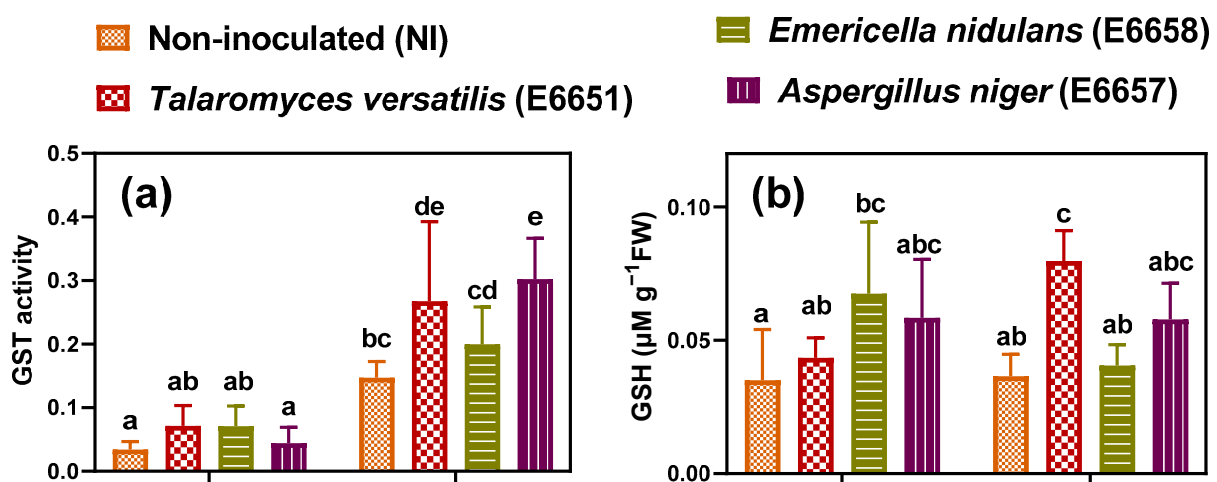 Non-inoculated (NI)
Talaromyces versatilis (E6651)
Emericella nidulans (E6658)
Aspergillus niger (E6657)
(a)
GST activity
0.5
0.4
0.3
0.2
0.1
0.0
a
ab
ab
a
bc
de
cd
e
(b)
GSH (µM g⁻¹FW)
0.10
0.05
0.00
a
ab
bc
abc
ab
c
ab
abc